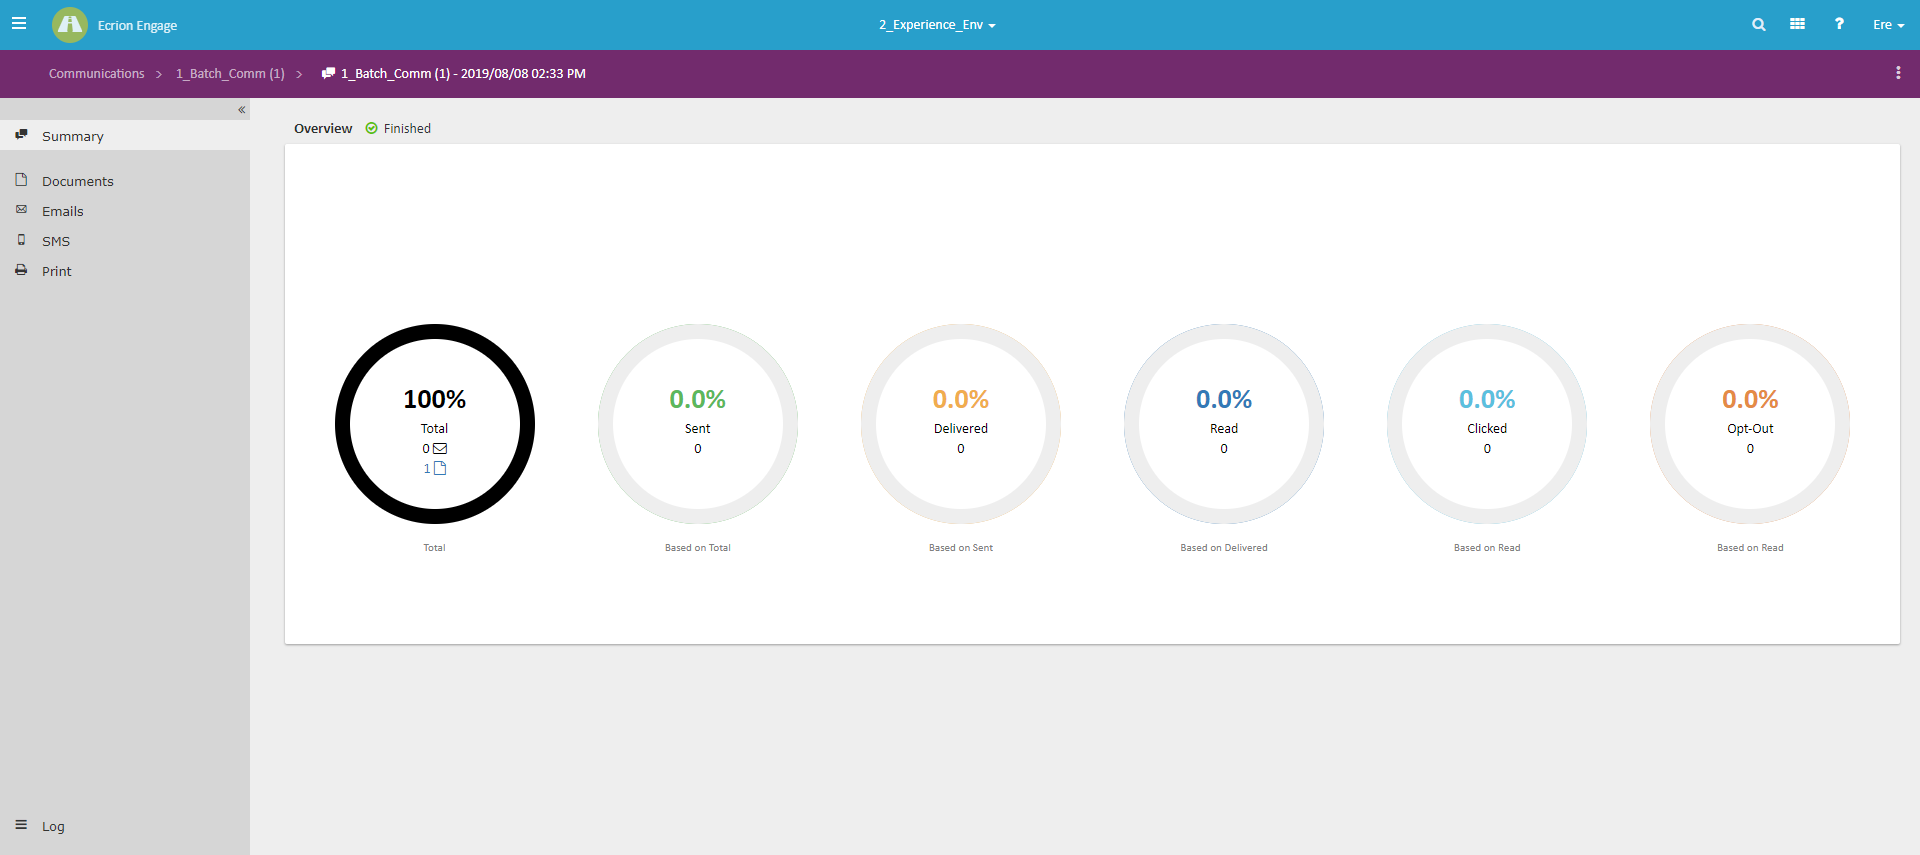 Ecrion Engage
2_Experience_Env
?
Ere
Communications > 1_Batch_Comm (1) > 1_Batch_Comm (1) - 2019/08/08 02:33 PM
«
Summary
Documents
Emails
SMS
Print
Log
Overview Finished
100%
Total
0
1
Total
0.0%
Sent
0
Based on Total
0.0%
Delivered
0
Based on Sent
0.0%
Read
0
Based on Delivered
0.0%
Clicked
0
Based on Read
0.0%
Opt-Out
0
Based on Read